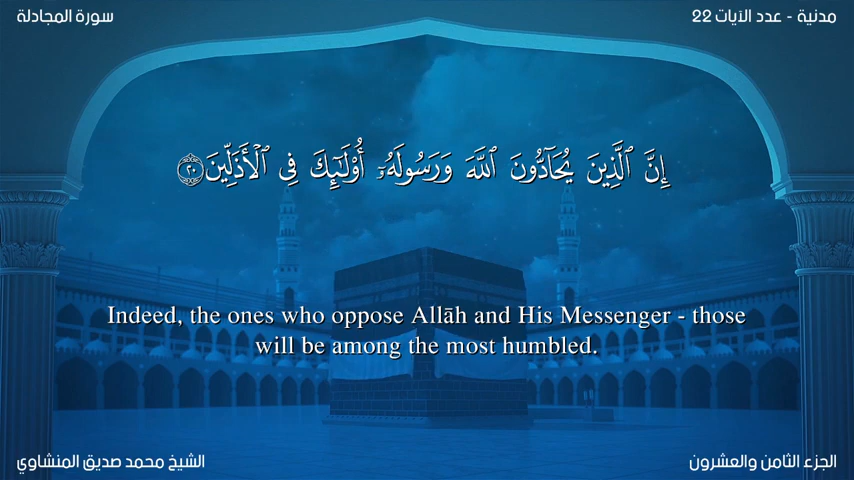 سورة المجادلة
مدنية - عدد الآيات 22
إِنَّ ٱلَّذِينَ يُحَآدُّونَ ٱللَّهَ وَرَسُولَهُۥٓ أُو۟لَـٰٓئِكَ فِى ٱلْأَذَلِّينَ ٢٠
Indeed, the ones who oppose Allāh and His Messenger - those
will be among the most humbled.
الشيخ محمد صديق المنشاوي
الجزء الثامن والعشرون